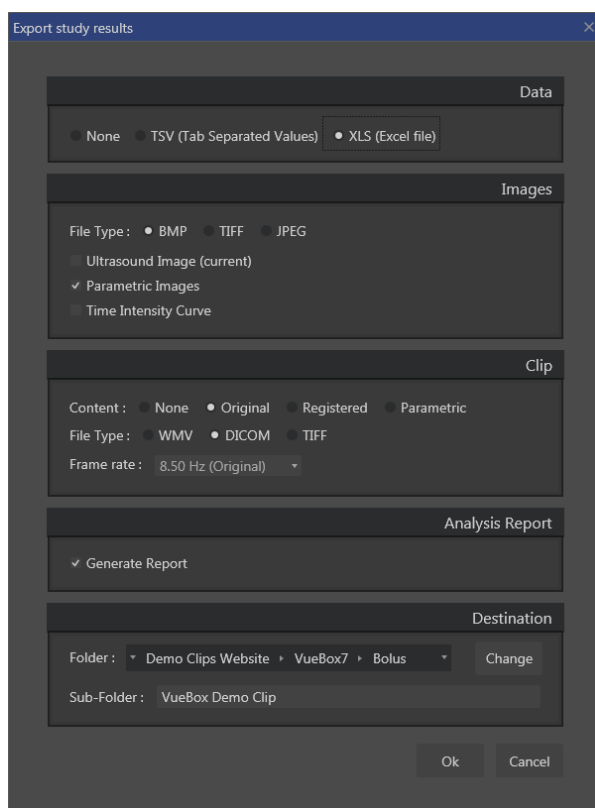 Export study results
Data
None TSV (Tab Separated Values) XLS (Excel file)
Images
File Type : BMP TIFF JPEG
Ultrasound Image (current)
Parametric Images
Time Intensity Curve
Clip
Content : None Original Registered Parametric
File Type : WMV DICOM TIFF
Frame rate : 8.50 Hz (Original)
Analysis Report
Generate Report
Destination
Folder : Demo Clips Website VueBox7 Bolus Change
Sub-Folder : VueBox Demo Clip
Ok Cancel